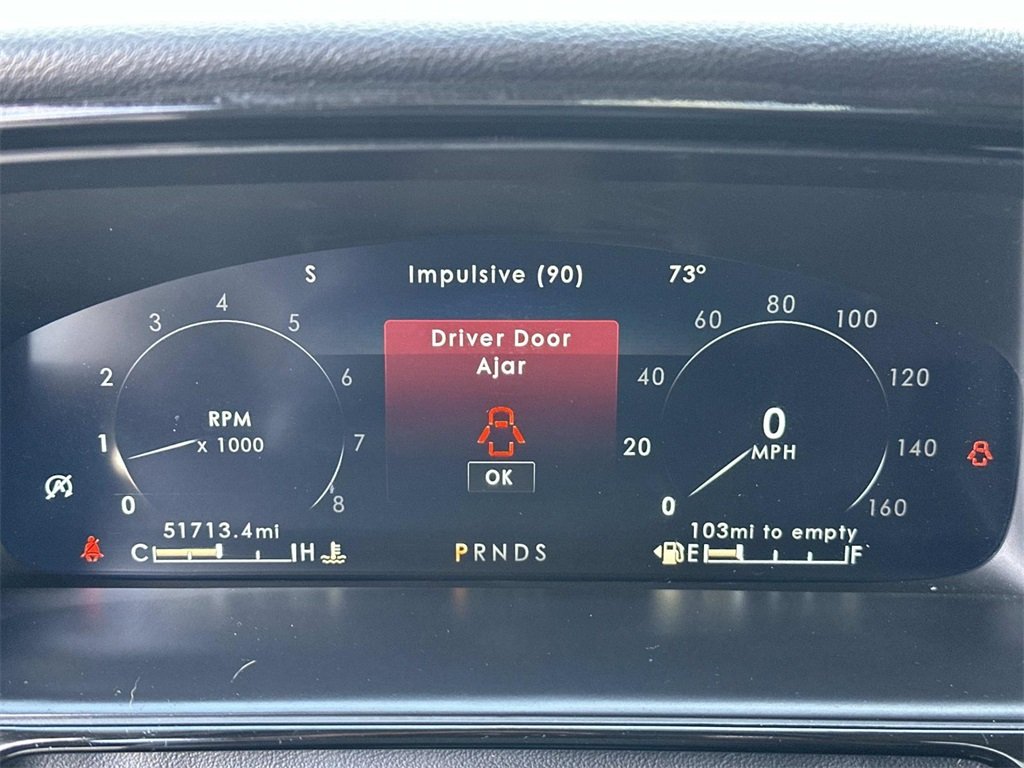 S Impulsive (90) 73°
Driver Door
Ajar
OK
0 1 2 3 4 5 6 7 8
RPM
x 1000
0 20 40 60 80 100 120 140 160
0
MPH
A
51713.4mi
C H
PRNDS
103mi to empty
E F